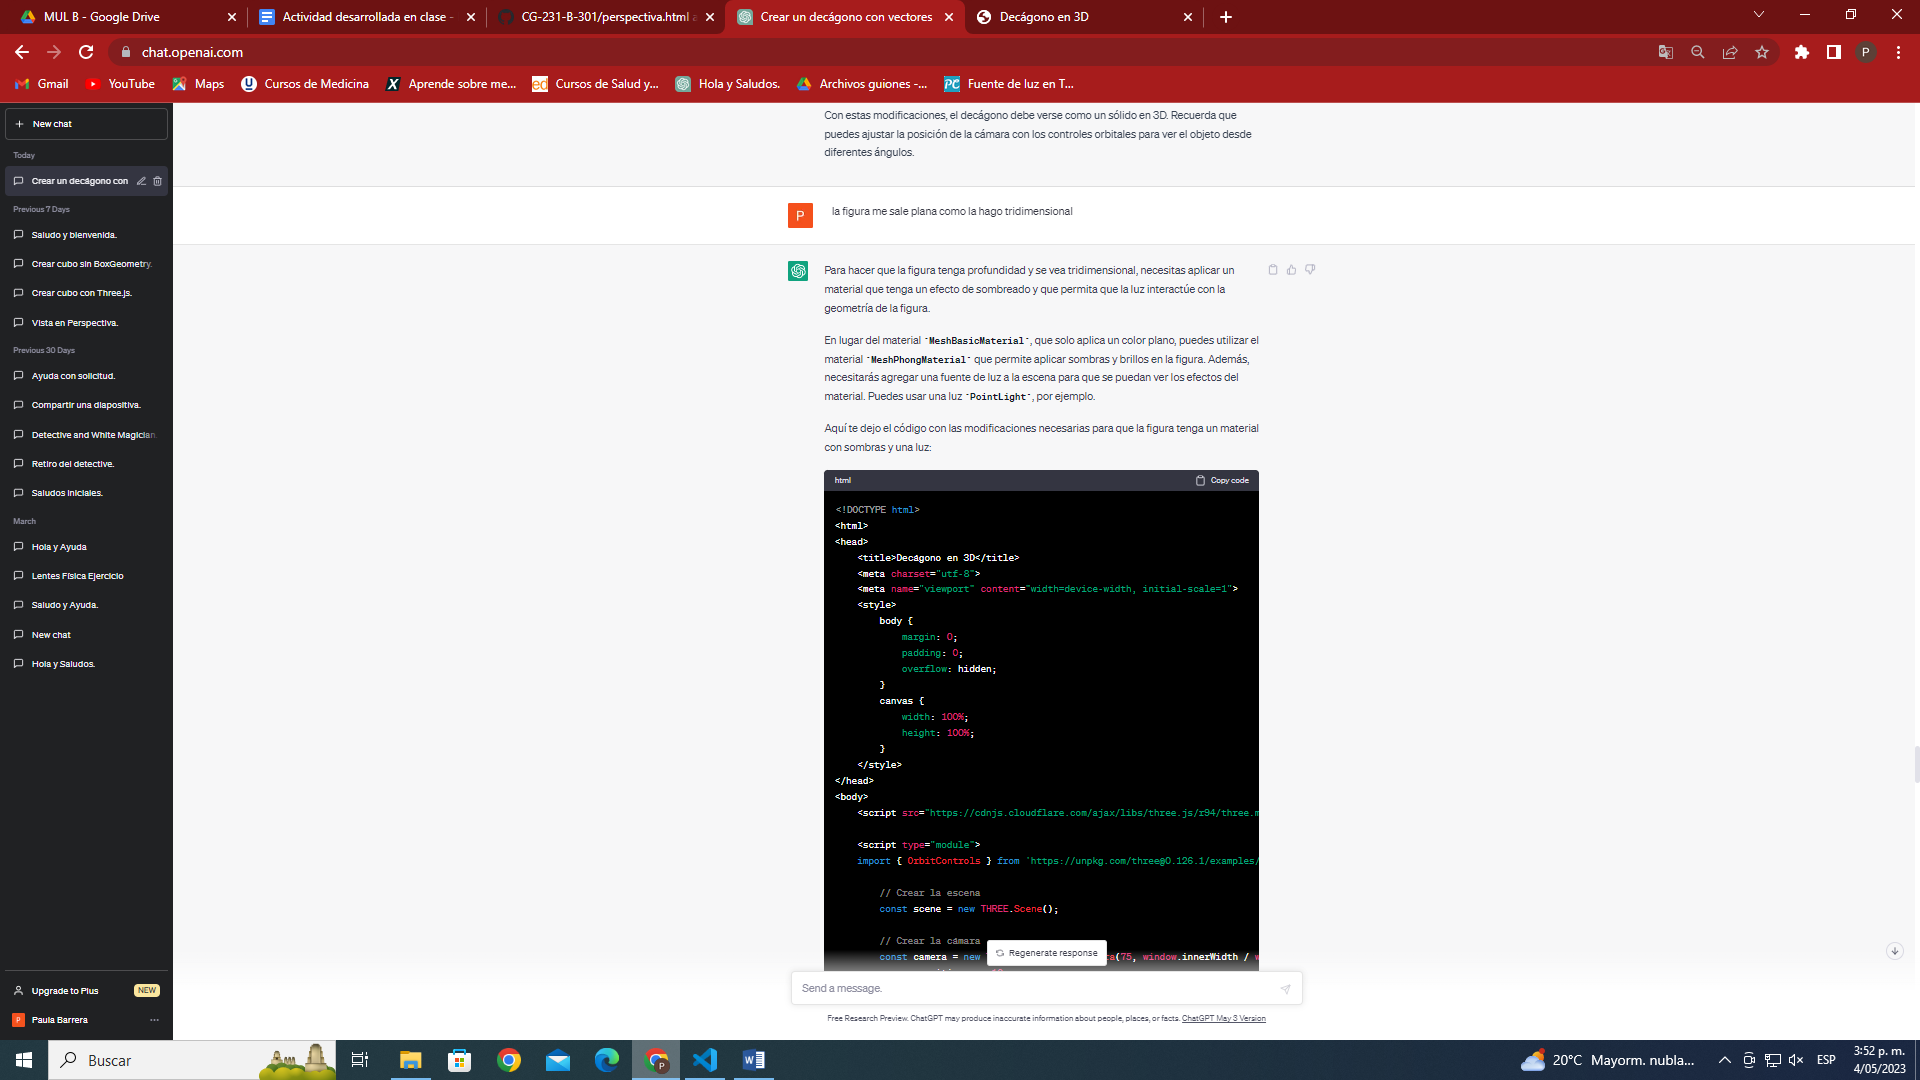 MUL B - Google Drive
Actividad desarrollada en clase -
CG-231-B-301/perspectiva.html a
Crear un decágono con vectores
Decágono en 3D
chat.openai.com
P
Gmail
YouTube
Maps
Cursos de Medicina
Aprende sobre me...
Cursos de Salud y...
Hola y Saludos.
Archivos guiones -...
Fuente de luz en T...
New chat
Today
Crear un decágono con
Previous 7 Days
Saludo y bienvenida.
Crear cubo sin BoxGeometry.
Crear cubo con Three.js.
Vista en Perspectiva.
Previous 30 Days
Ayuda con solicitud.
Compartir una diapositiva.
Detective and White Magician.
Retiro del detective.
Saludos iniciales.
March
Hola y Ayuda
Lentes Física Ejercicio
Saludo y Ayuda.
New chat
Hola y Saludos.
Upgrade to Plus
NEW
P
Paula Barrera
Con estas modificaciones, el decágono debe verse como un sólido en 3D. Recuerda que
puedes ajustar la posición de la cámara con los controles orbitales para ver el objeto desde
diferentes ángulos.
P
la figura me sale plana como la hago tridimensional
Para hacer que la figura tenga profundidad y se vea tridimensional, necesitas aplicar un
material que tenga un efecto de sombreado y que permita que la luz interactúe con la
geometría de la figura.
En lugar del material `MeshBasicMaterial`, que solo aplica un color plano, puedes utilizar el
material `MeshPhongMaterial` que permite aplicar sombras y brillos en la figura. Además,
necesitarás agregar una fuente de luz a la escena para que se puedan ver los efectos del
material. Puedes usar una luz `PointLight`, por ejemplo.
Aquí te dejo el código con las modificaciones necesarias para que la figura tenga un material
con sombras y una luz:
html
Copy code
<!DOCTYPE html>
<html>
<head>
<title>Decágono en 3D</title>
<meta charset="utf-8">
<meta name="viewport" content="width=device-width, initial-scale=1">
<style>
body {
margin: 0;
padding: 0;
overflow: hidden;
}
canvas {
width: 100%;
height: 100%;
}
</style>
</head>
<body>
<script src="https://cdnjs.cloudflare.com/ajax/libs/three.js/r94/three.m
<script type="module">
import { OrbitControls } from 'https://unpkg.com/three@0.126.1/examples/
// Crear la escena
const scene = new THREE.Scene();
// Crear la cámara
const camera = new
a(75, window.innerWidth / w
Regenerate response
Send a message.
Free Research Preview. ChatGPT may produce inaccurate information about people, places, or facts. ChatGPT May 3 Version
Buscar
P
20°C Mayorm. nubla...
ESP
3:52 p. m.
4/05/2023